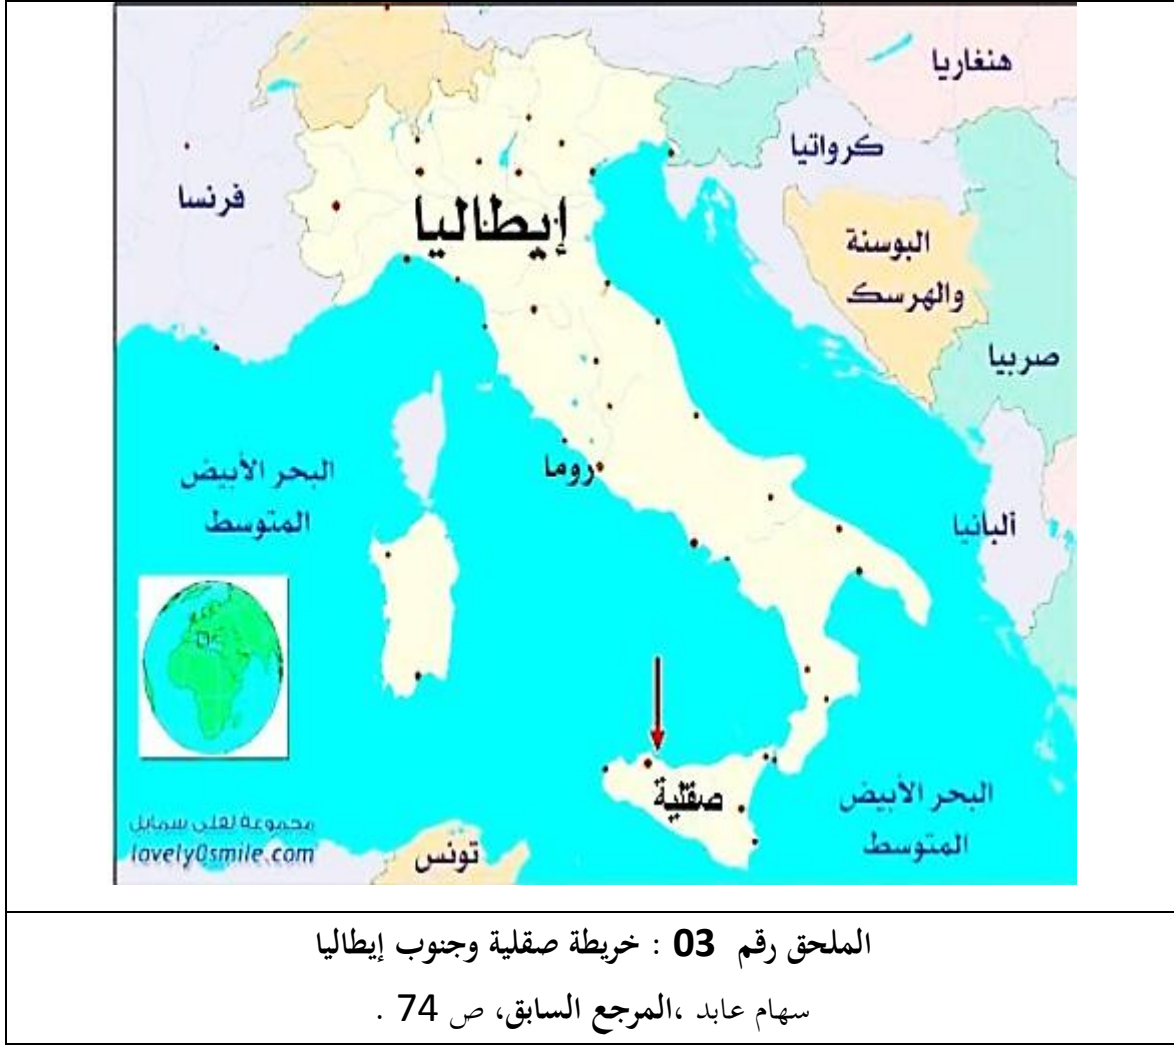 هنغاريا
كرواتيا
فرنسا
إيطاليا
البوسنة
والهرسك
صربيا
البحر الأبيض
المتوسط
روما
ألبانيا
صقلية
البحر الأبيض
المتوسط
تونس
مجموعة لفلي سمايل
lovely0smile.com
الملحق رقم 03 : خريطة صقلية وجنوب إيطاليا
سهام عابد ،المرجع السابق، ص 74 .